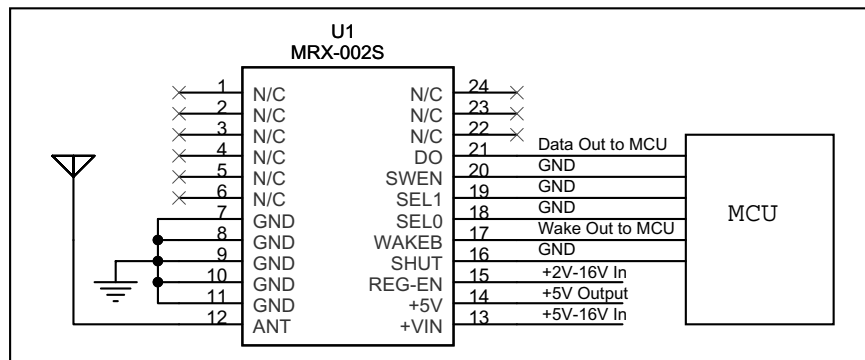 U1
MRX-002S
1 N/C N/C 24
2 N/C N/C 23
3 N/C N/C 22
4 N/C DO 21 Data Out to MCU
5 N/C SWEN 20 GND
6 N/C SEL1 19 GND
7 GND SEL0 18 GND
8 GND WAKEB 17 Wake Out to MCU
9 GND SHUT 16 GND
10 GND REG-EN 15 +2V-16V In
11 GND +5V 14 +5V Output
12 ANT +VIN 13 +5V-16V In
MCU